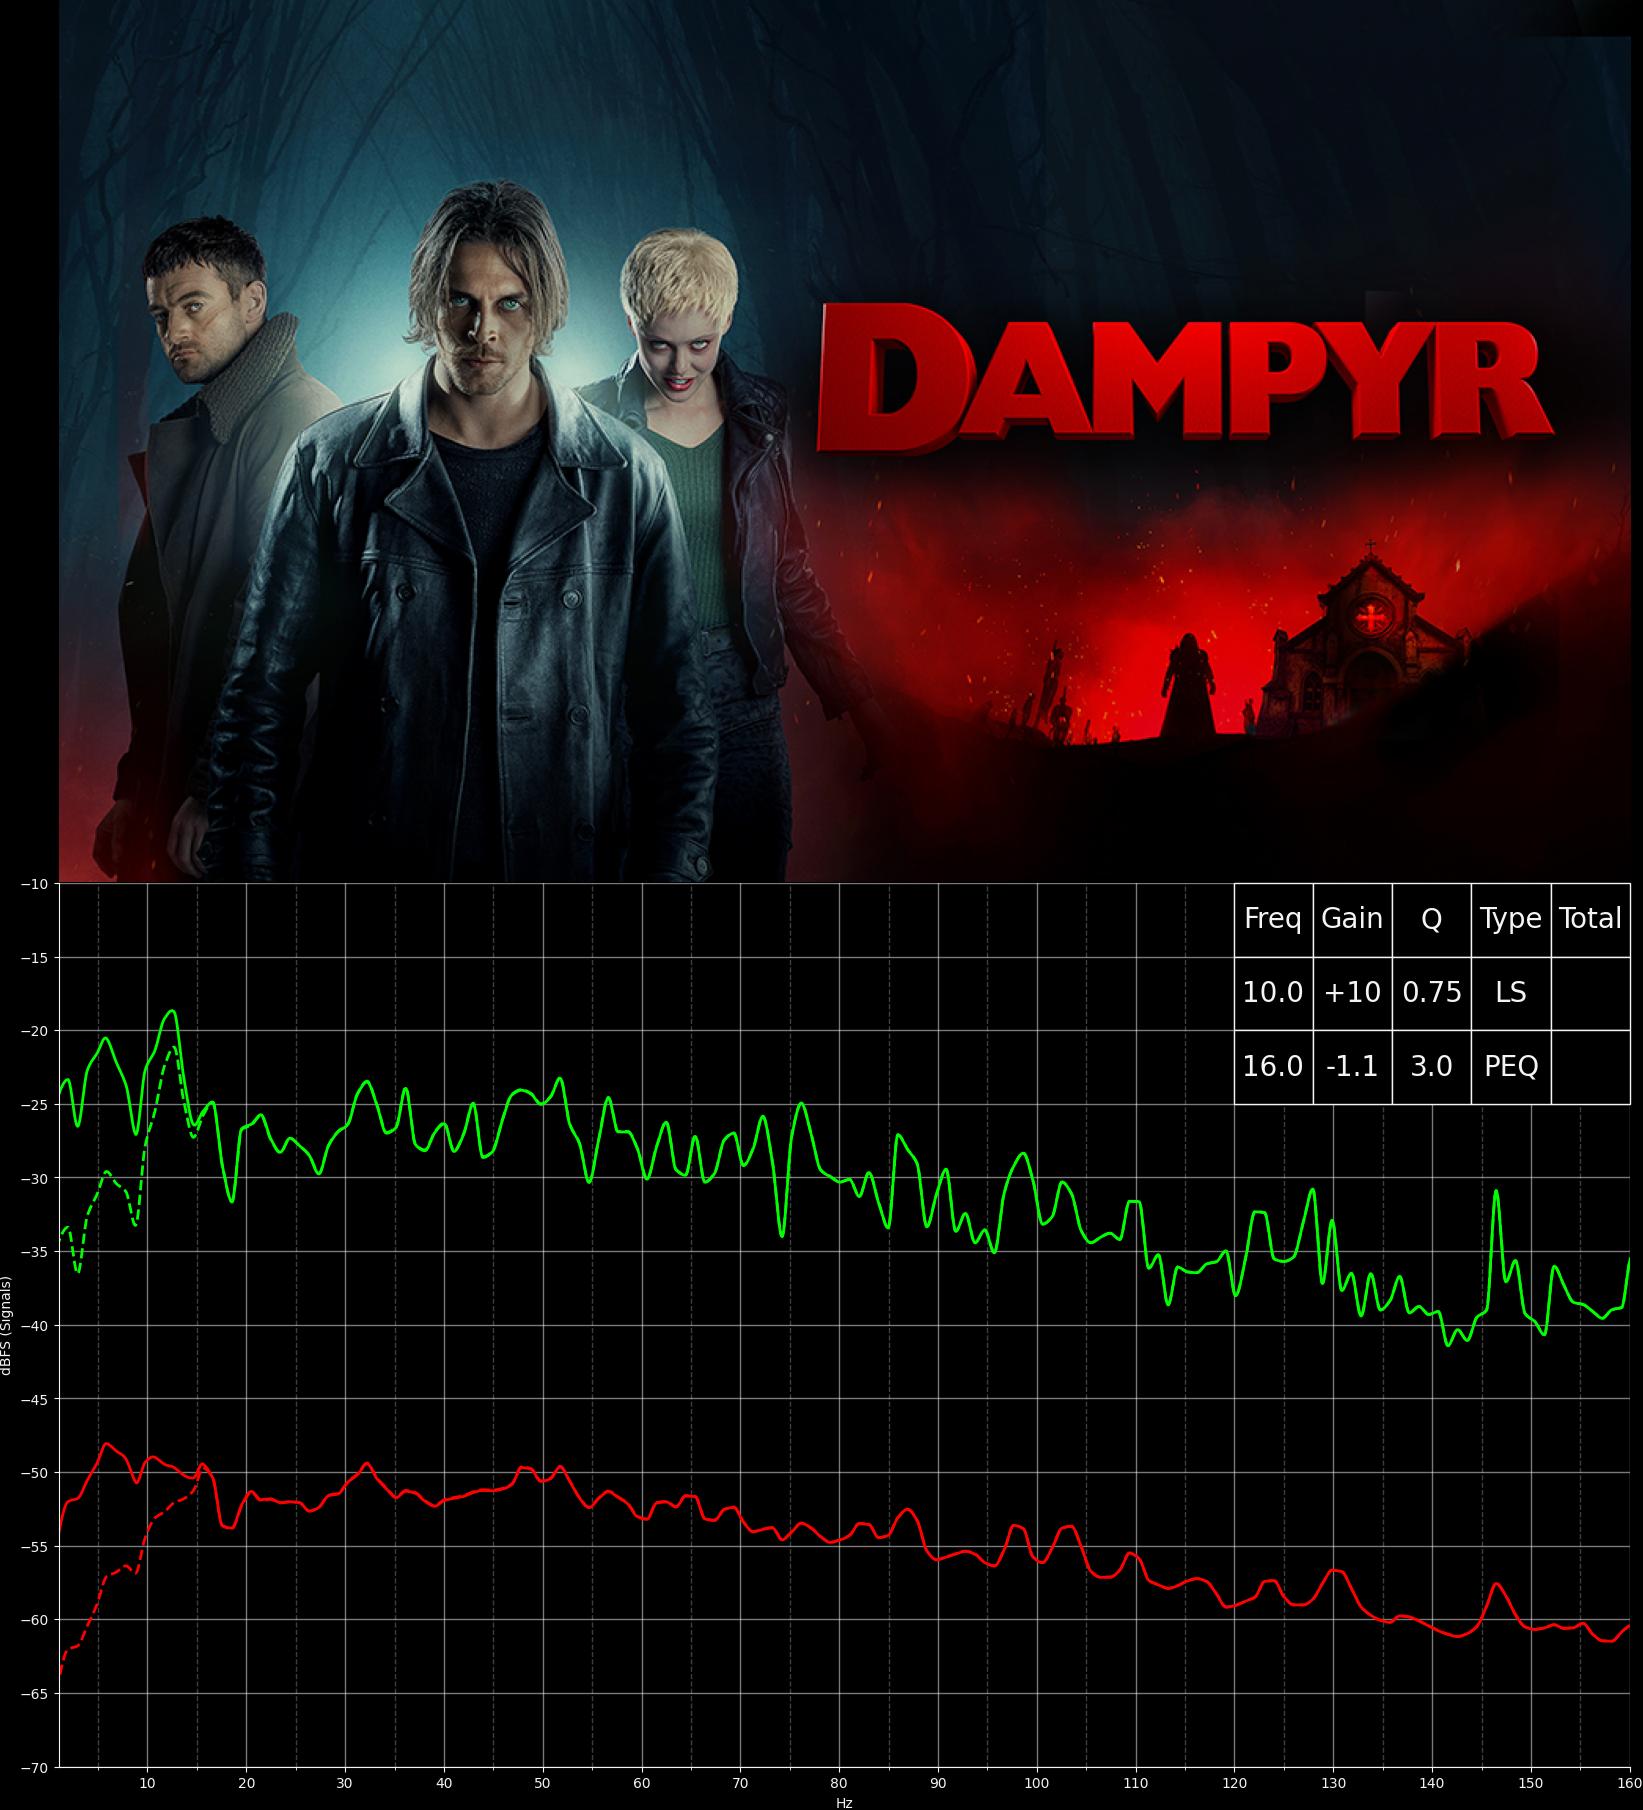 DAMPYR
Freq Gain Q Type Total
10.0 +10 0.75 LS
16.0 -1.1 3.0 PEQ
−10
−15
−20
−25
−30
−35
−40
−45
−50
−55
−60
−65
−70
dBFS (Signals)
10 20 30 40 50 60 70 80 90 100 110 120 130 140 150 160
Hz